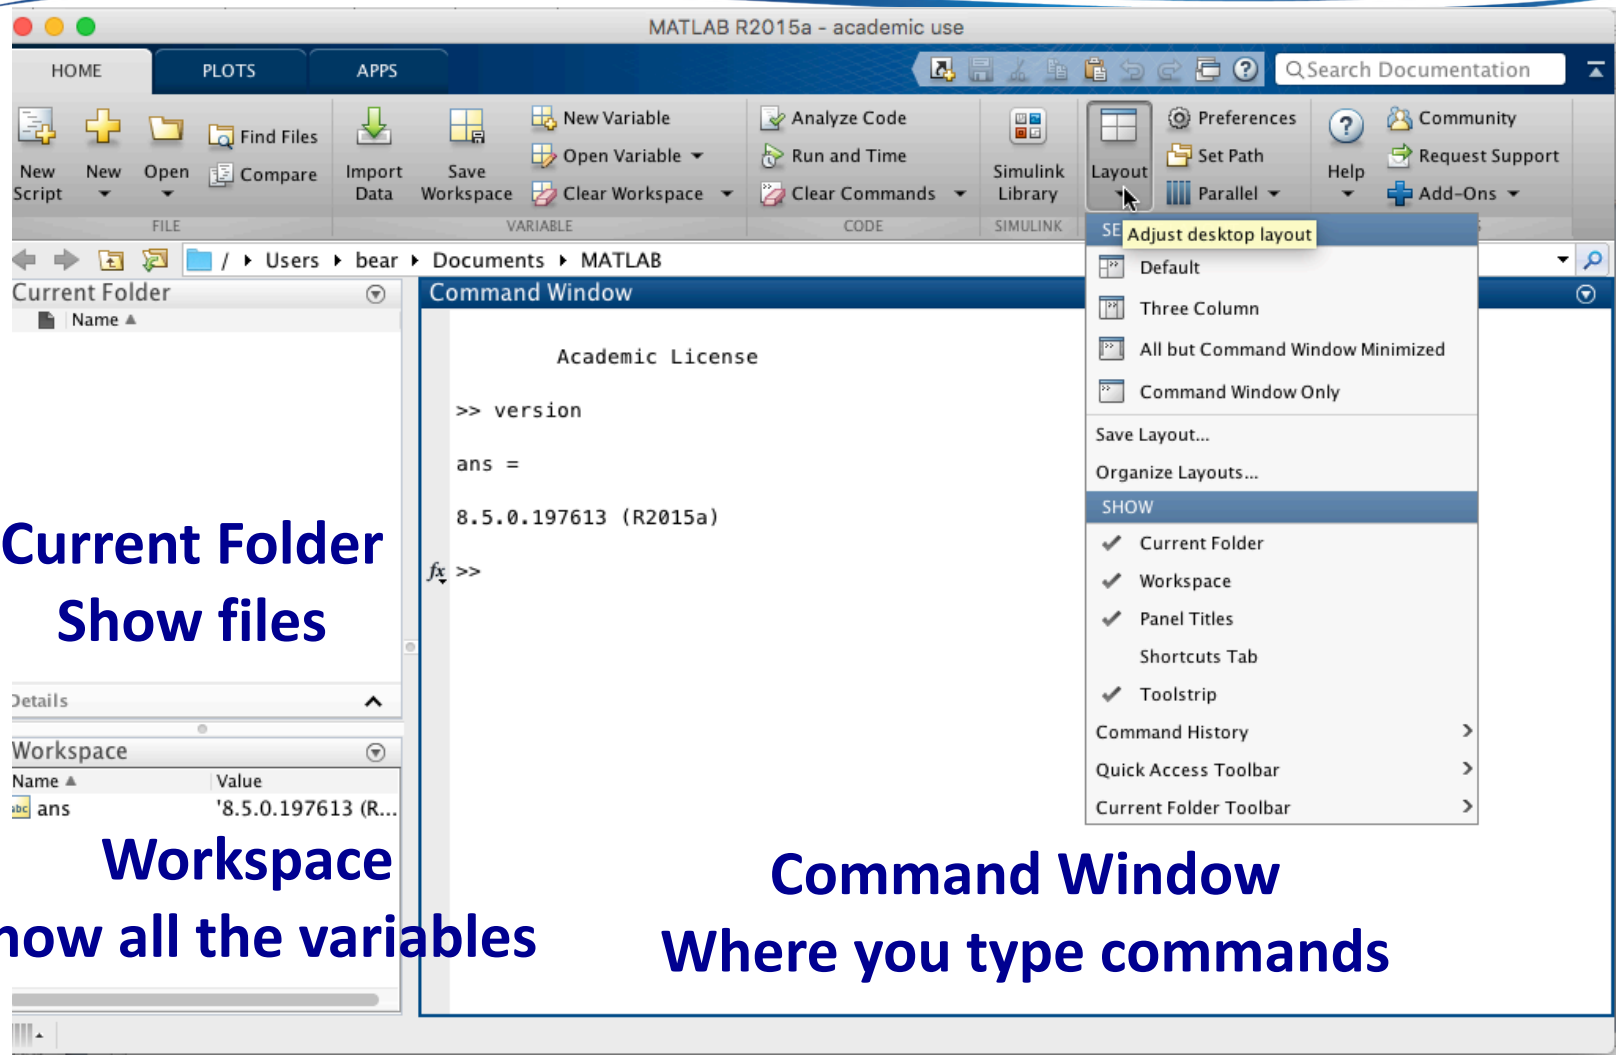 MATLAB R2015a - academic use
HOME PLOTS APPS Search Documentation
New Script New Open Find Files Compare
FILE
Import Data Save Workspace New Variable Open Variable Clear Workspace
VARIABLE
Analyze Code Run and Time Clear Commands
CODE
Simulink Library
SIMULINK
Layout Preferences Set Path Parallel
Help Community Request Support Add-Ons
/ Users bear Documents MATLAB
Current Folder
Name
Details
Workspace
Name Value
abc ans '8.5.0.197613 (R...
Command Window
Academic License
>> version
ans =
8.5.0.197613 (R2015a)
fx >>
SE
Adjust desktop layout
Default
Three Column
All but Command Window Minimized
Command Window Only
Save Layout...
Organize Layouts...
SHOW
Current Folder
Workspace
Panel Titles
Shortcuts Tab
Toolstrip
Command History
Quick Access Toolbar
Current Folder Toolbar
Current Folder
Show files
Workspace
how all the variables
Command Window
Where you type commands